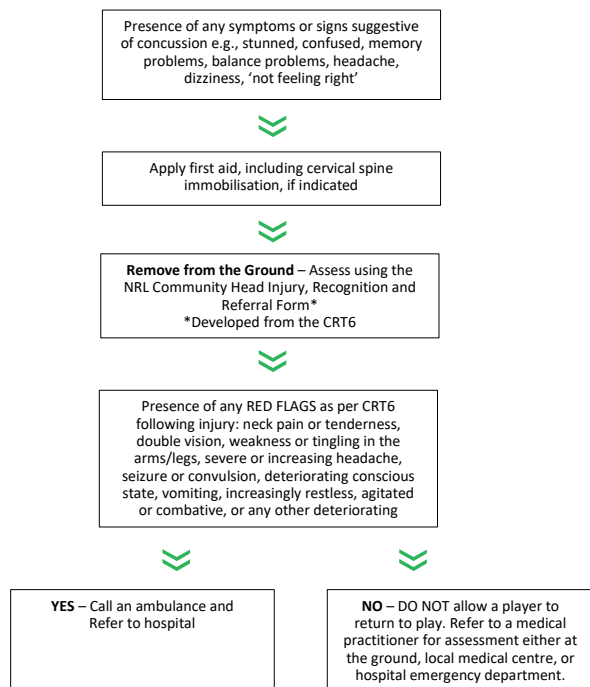 Presence of any symptoms or signs suggestive
of concussion e.g., stunned, confused, memory
problems, balance problems, headache,
dizziness, ‘not feeling right’
Apply first aid, including cervical spine
immobilisation, if indicated
Remove from the Ground – Assess using the
NRL Community Head Injury, Recognition and
Referral Form*
*Developed from the CRT6
Presence of any RED FLAGS as per CRT6
following injury: neck pain or tenderness,
double vision, weakness or tingling in the
arms/legs, severe or increasing headache,
seizure or convulsion, deteriorating conscious
state, vomiting, increasingly restless, agitated
or combative, or any other deteriorating
YES – Call an ambulance and
Refer to hospital
NO – DO NOT allow a player to
return to play. Refer to a medical
practitioner for assessment either at
the ground, local medical centre, or
hospital emergency department.